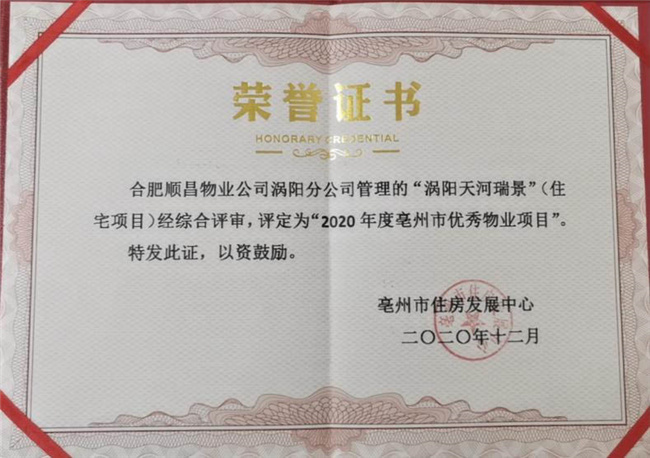 荣誉证书
HONORARY CREDENTIAL
合肥顺昌物业公司涡阳分公司管理的“涡阳天河瑞景”（住
宅项目）经综合评审，评定为“2020 年度亳州市优秀物业项目”。
特发此证，以资鼓励。
亳州市住房发展中心
二〇二〇年十二月